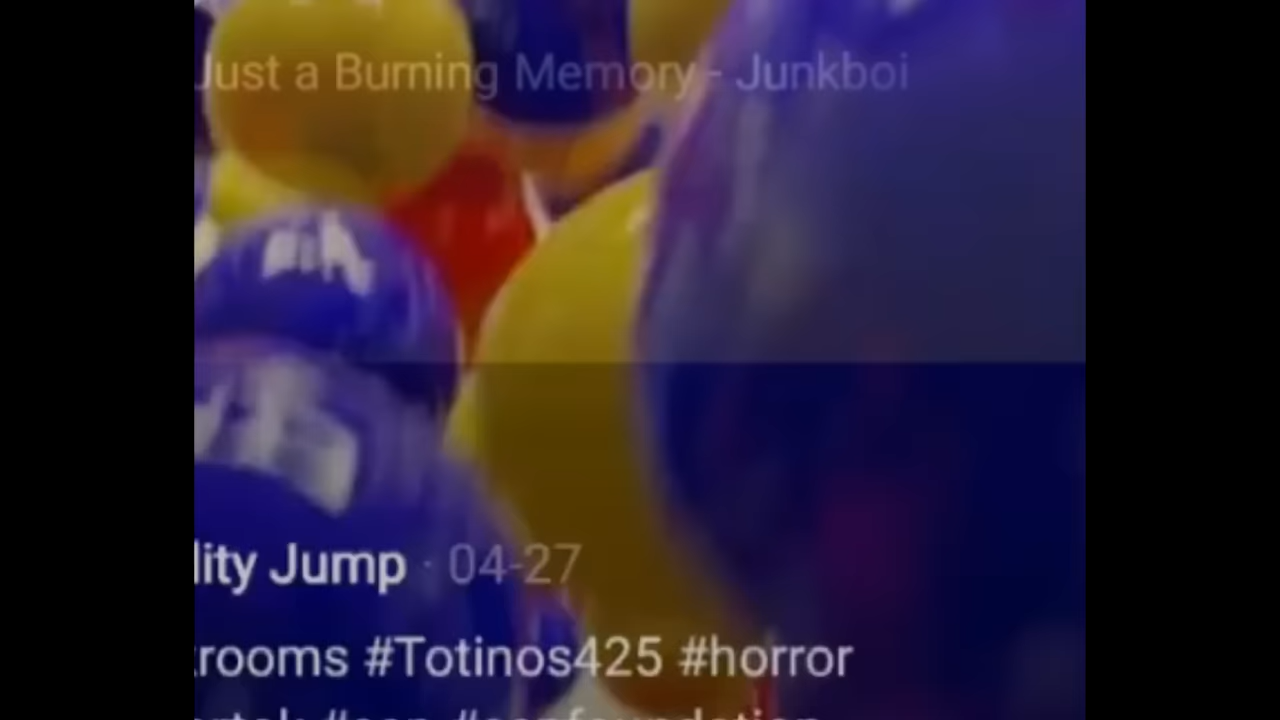 Just a Burning Memory - Junkboi
lity Jump · 04-27
rooms #Totinos425 #horror